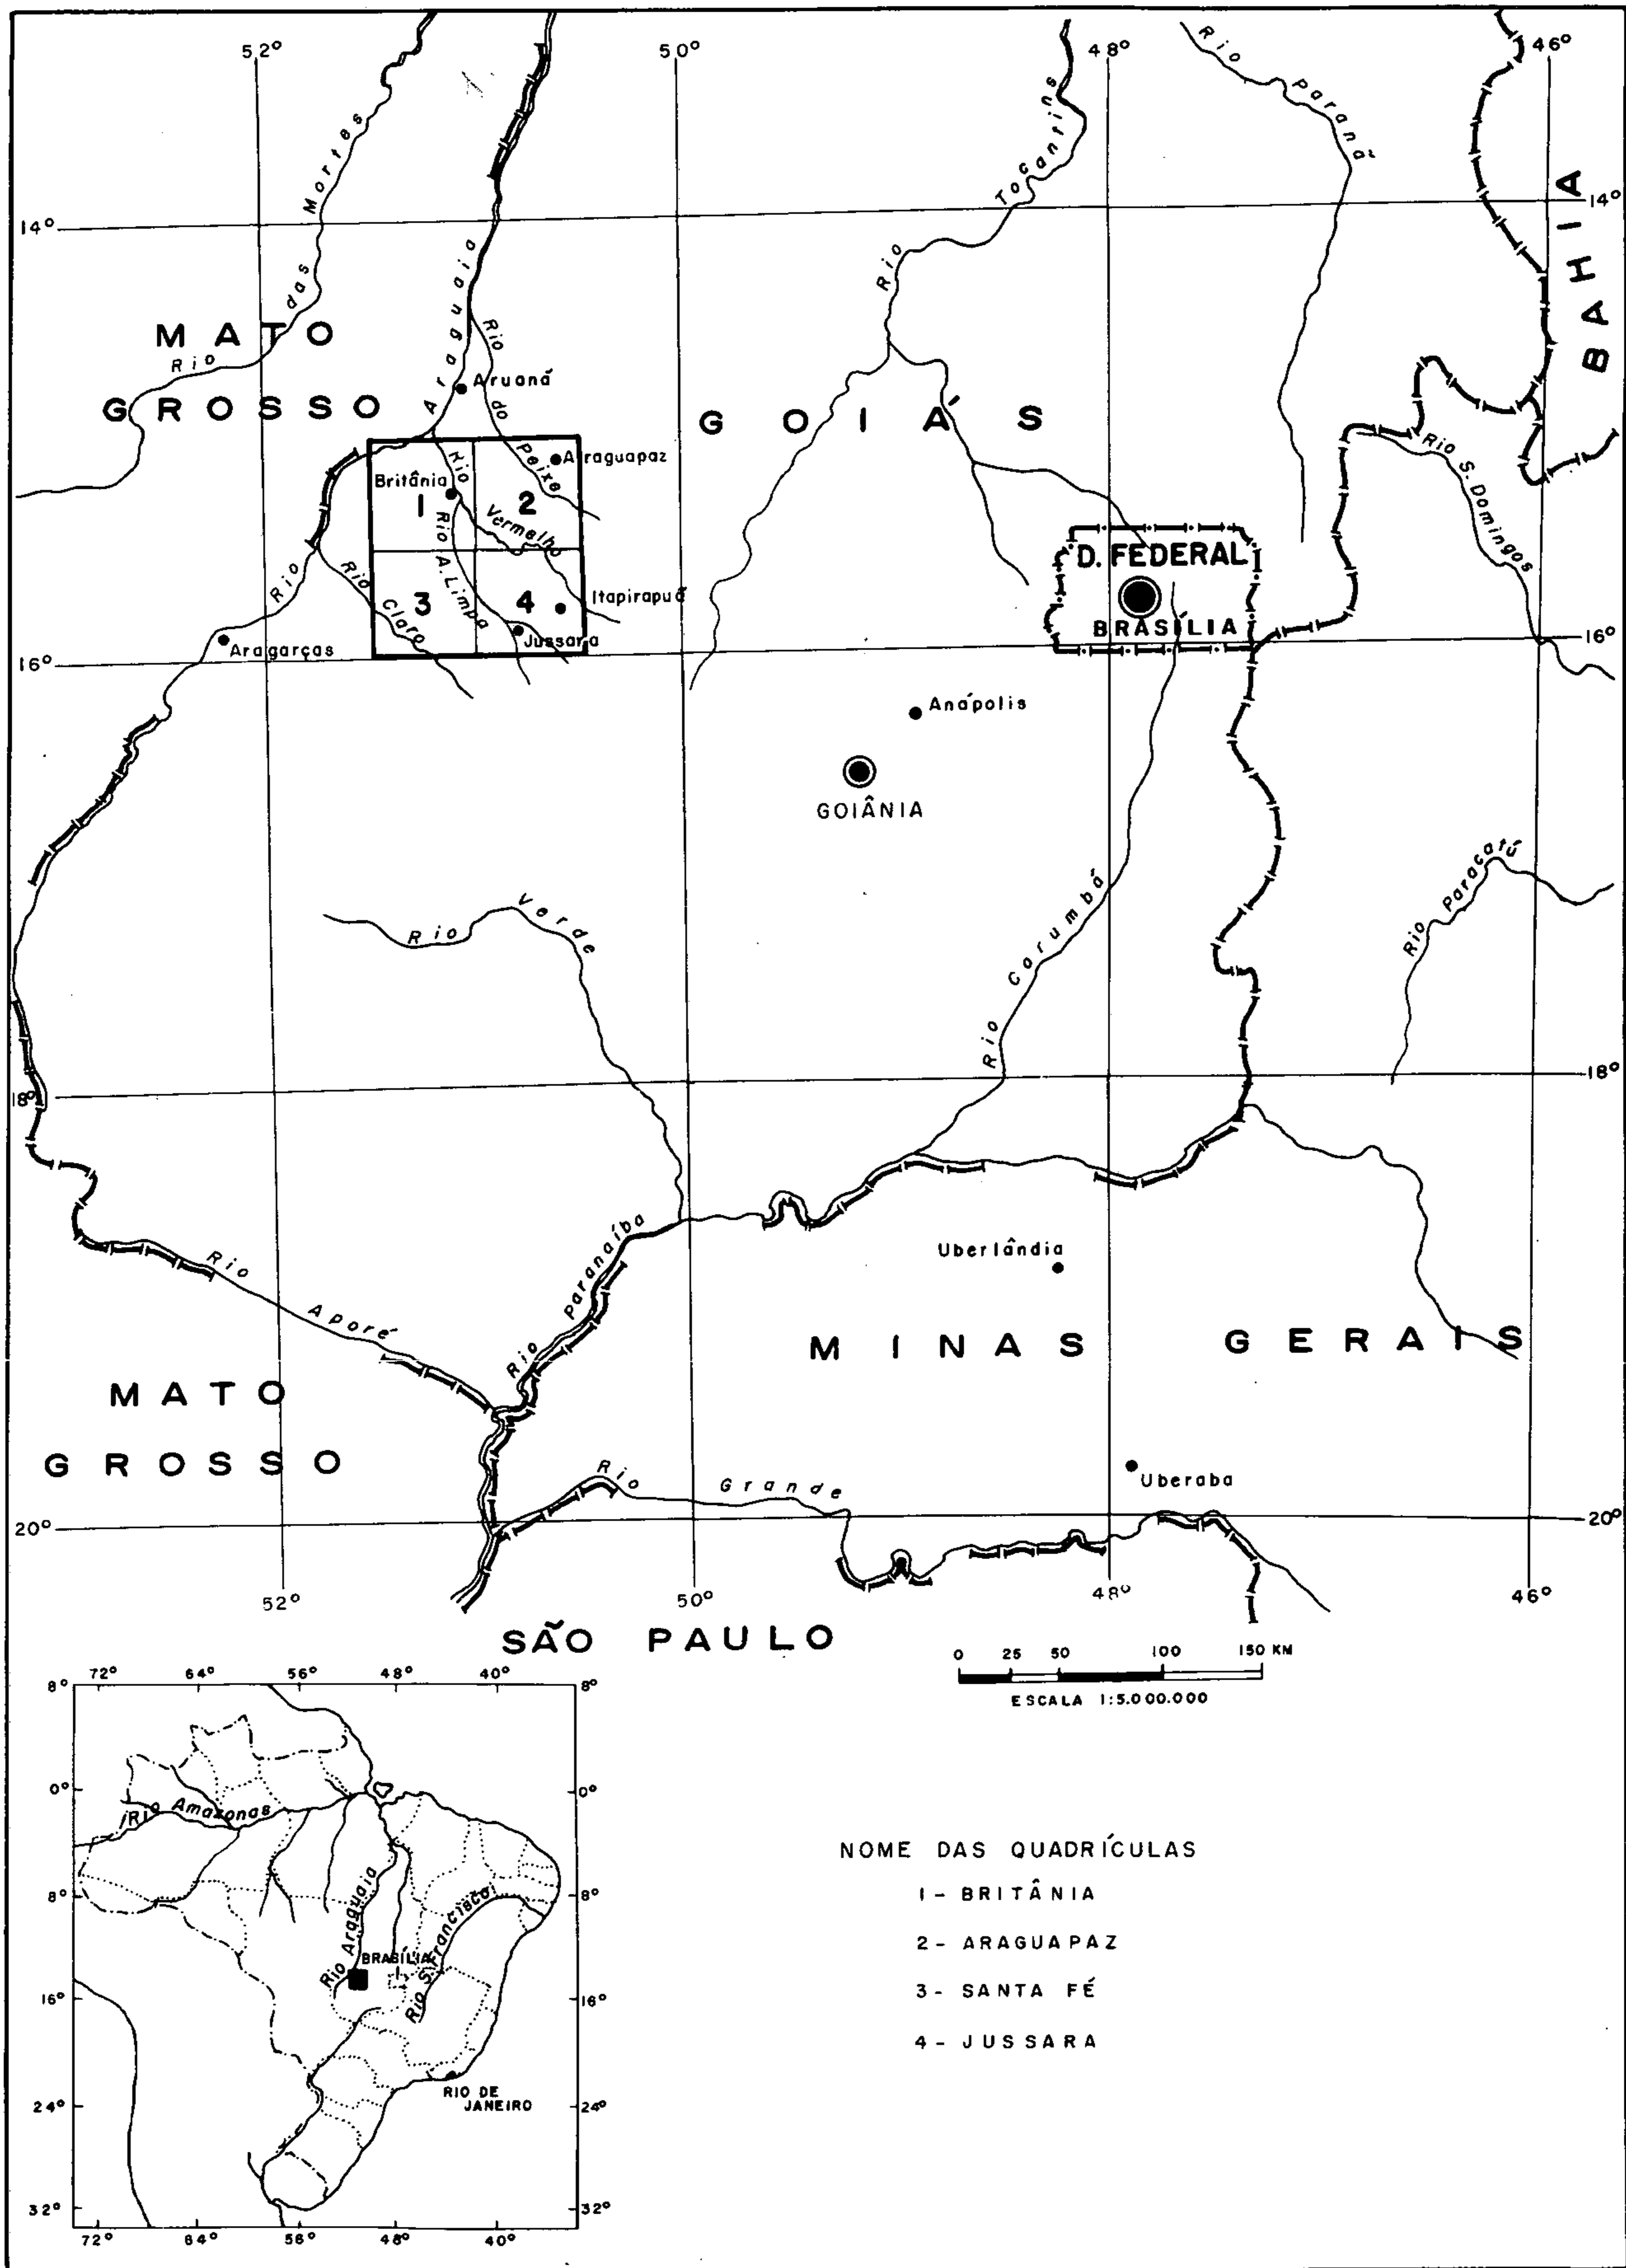 52°
50°
48°
46°
Rio Paranã
Rio Tocantins
BAHIA
14°
14°
Rio das Mortes
Rio Araguaia
MATO
GROSSO
Rio do Peixe
Aruaná
GOIÁS
Araguapaz
Britânia
1
2
Rio Vermelho
Rio S. Domingos
D. FEDERAL
BRASÍLIA
Rio A. Limpa
Rio Claro
3
4
Itapirapuã
Jussara
Aragarças
16°
16°
Anápolis
GOIÂNIA
Rio Verde
Rio Corumbá
Rio Paracatú
18°
18°
Rio Paranaíba
Uberlândia
Rio Aporé
MINAS GERAIS
MATO
GROSSO
Rio Grande
Uberaba
20°
20°
52°
50°
48°
46°
SÃO PAULO
0 25 50 100 150 KM
ESCALA 1:5.000.000
72° 64° 56° 48° 40°
8° 8°
0° 0°
Rio Amazonas
8° 8°
Rio Araguaia
Rio S. Francisco
BRASÍLIA
16° 16°
RIO DE
JANEIRO
24° 24°
32° 32°
72° 64° 56° 48° 40°
NOME DAS QUADRÍCULAS
1 - BRITÂNIA
2 - ARAGUAPAZ
3 - SANTA FÉ
4 - JUSSARA